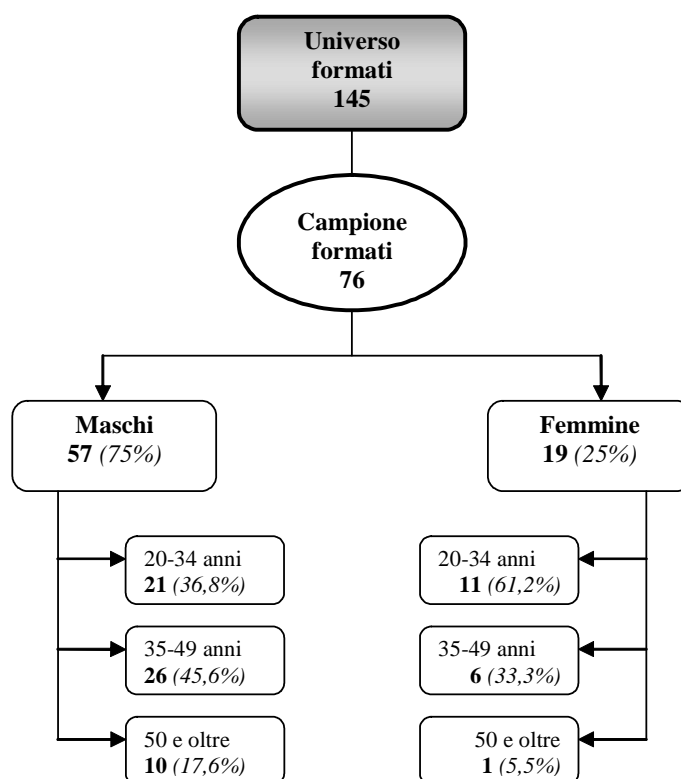 Universo
formati
145
Campione
formati
76
Maschi
57 (75%)
Femmine
19 (25%)
20-34 anni
21 (36,8%)
35-49 anni
26 (45,6%)
50 e oltre
10 (17,6%)
20-34 anni
11 (61,2%)
35-49 anni
6 (33,3%)
50 e oltre
1 (5,5%)